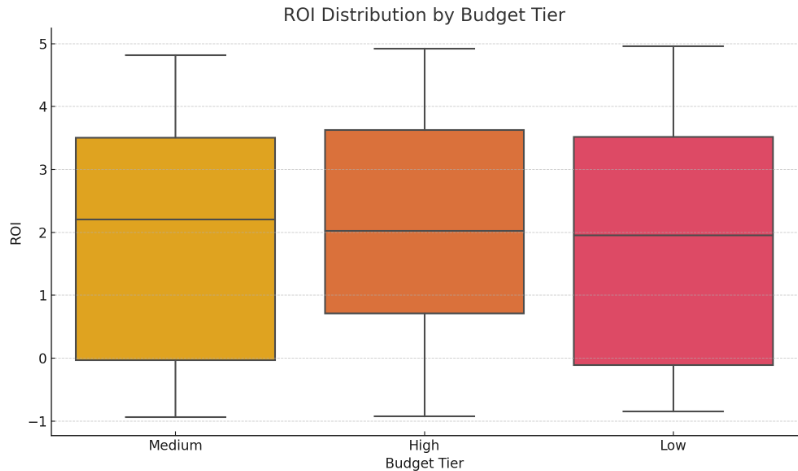 ROI Distribution by Budget Tier
5
4
3
2
1
0
−1
ROI
Medium High Low
Budget Tier